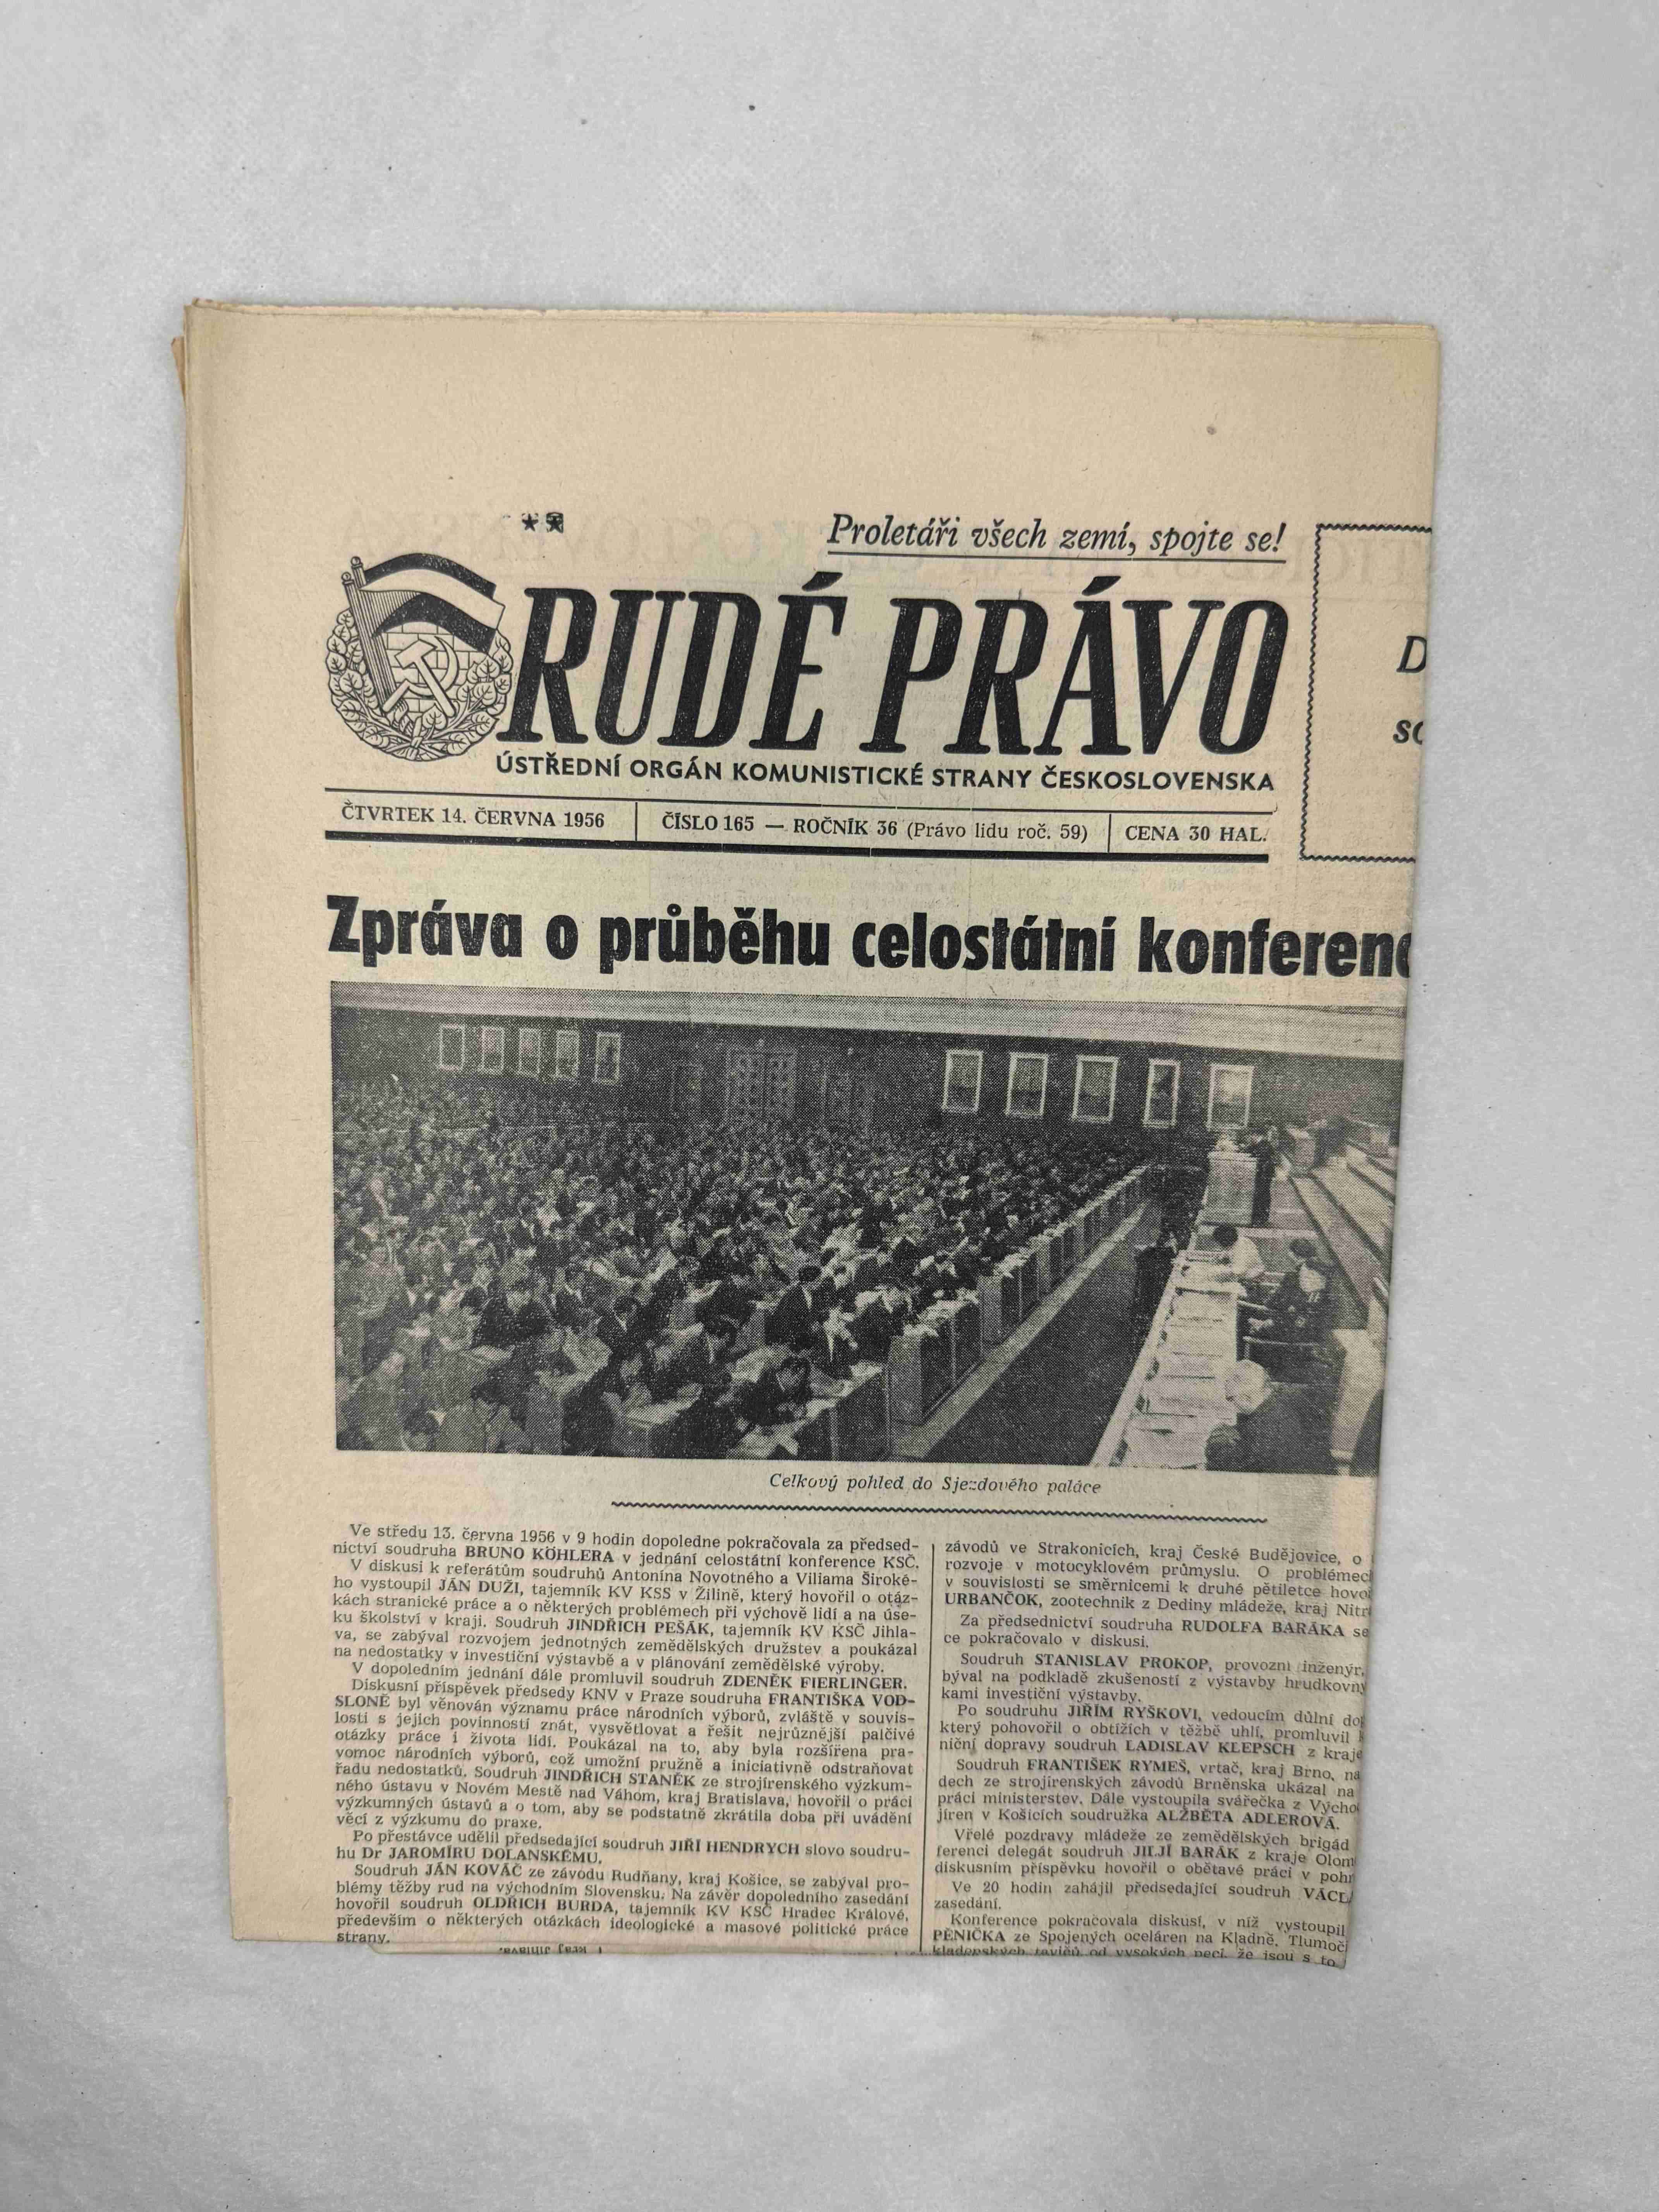 ★★
Proletáři všech zemí, spojte se!
RUDÉ PRÁVO
ÚSTŘEDNÍ ORGÁN KOMUNISTICKÉ STRANY ČESKOSLOVENSKA
ČTVRTEK 14. ČERVNA 1956
ČÍSLO 165 — ROČNÍK 36 (Právo lidu roč. 59)
CENA 30 HAL.
D
so
Zpráva o průběhu celostátní konferenc
Celkový pohled do Sjezdového paláce
Ve středu 13. června 1956 v 9 hodin dopoledne pokračovala za předsed-
nictví soudruha BRUNO KÖHLERA v jednání celostátní konference KSČ.
V diskusi k referátům soudruhů Antonína Novotného a Viliama Široké-
ho vystoupil JÁN DUŽI, tajemník KV KSS v Žilině, který hovořil o otáz-
kách stranické práce a o některých problémech při výchově lidí a na úse-
ku školství v kraji. Soudruh JINDŘICH PEŠÁK, tajemník KV KSČ Jihla-
va, se zabýval rozvojem jednotných zemědělských družstev a poukázal
na nedostatky v investiční výstavbě a v plánování zemědělské výroby.
V dopoledním jednání dále promluvil soudruh ZDENĚK FIERLINGER.
Diskusní příspěvek předsedy KNV v Praze soudruha FRANTIŠKA VOD-
SLONĚ byl věnován významu práce národních výborů, zvláště v souvis-
losti s jejich povinností znát, vysvětlovat a řešit nejrůznější palčivé
otázky práce i života lidí. Poukázal na to, aby byla rozšířena pra-
vomoc národních výborů, což umožní pružně a iniciativně odstraňovat
řadu nedostatků. Soudruh JINDŘICH STANĚK ze strojírenského výzkum-
ného ústavu v Novém Mestě nad Váhom, kraj Bratislava, hovořil o práci
výzkumných ústavů a o tom, aby se podstatně zkrátila doba při uvádění
věcí z výzkumu do praxe.
Po přestávce udělil předsedající soudruh JIŘÍ HENDRYCH slovo soudru-
hu Dr JAROMÍRU DOLANSKÉMU.
Soudruh JÁN KOVÁČ ze závodu Rudňany, kraj Košice, se zabýval pro-
blémy těžby rud na východním Slovensku. Na závěr dopoledního zasedání
hovořil soudruh OLDŘICH BURDA, tajemník KV KSČ Hradec Králové,
především o některých otázkách ideologické a masové politické práce
strany.
závodů ve Strakonicích, kraj České Budějovice, o
rozvoje v motocyklovém průmyslu. O problémec
v souvislosti se směrnicemi k druhé pětiletce hovoř
URBANČOK, zootechnik z Dediny mládeže, kraj Nitr
Za předsednictví soudruha RUDOLFA BARÁKA se
ce pokračovalo v diskusi.
Soudruh STANISLAV PROKOP, provozní inženýr,
býval na podkladě zkušeností z výstavby hrudkovny
kami investiční výstavby.
Po soudruhu JIŘÍM RYŠKOVI, vedoucím důlní dop
který pohovořil o obtížích v těžbě uhlí, promluvil
niční dopravy soudruh LADISLAV KLEPSCH z kraje
Soudruh FRANTIŠEK RYMEŠ, vrtač, kraj Brno, na
dech ze strojírenských závodů Brněnska ukázal na
práci ministerstev. Dále vystoupila svářečka z Výcho
jíren v Košicích soudružka ALŽBĚTA ADLEROVÁ.
Vřelé pozdravy mládeže ze zemědělských brigád
ferenci delegát soudruh JILJÍ BARÁK z kraje Olom
diskusním příspěvku hovořil o obětavé práci v pohr
Ve 20 hodin zahájil předsedající soudruh VÁCL
zasedání.
Konference pokračovala diskusí, v níž vystoupil
PĚNIČKA ze Spojených oceláren na Kladně. Tlumoč
kladenských tavičů od vysokých pecí, že jsou s to